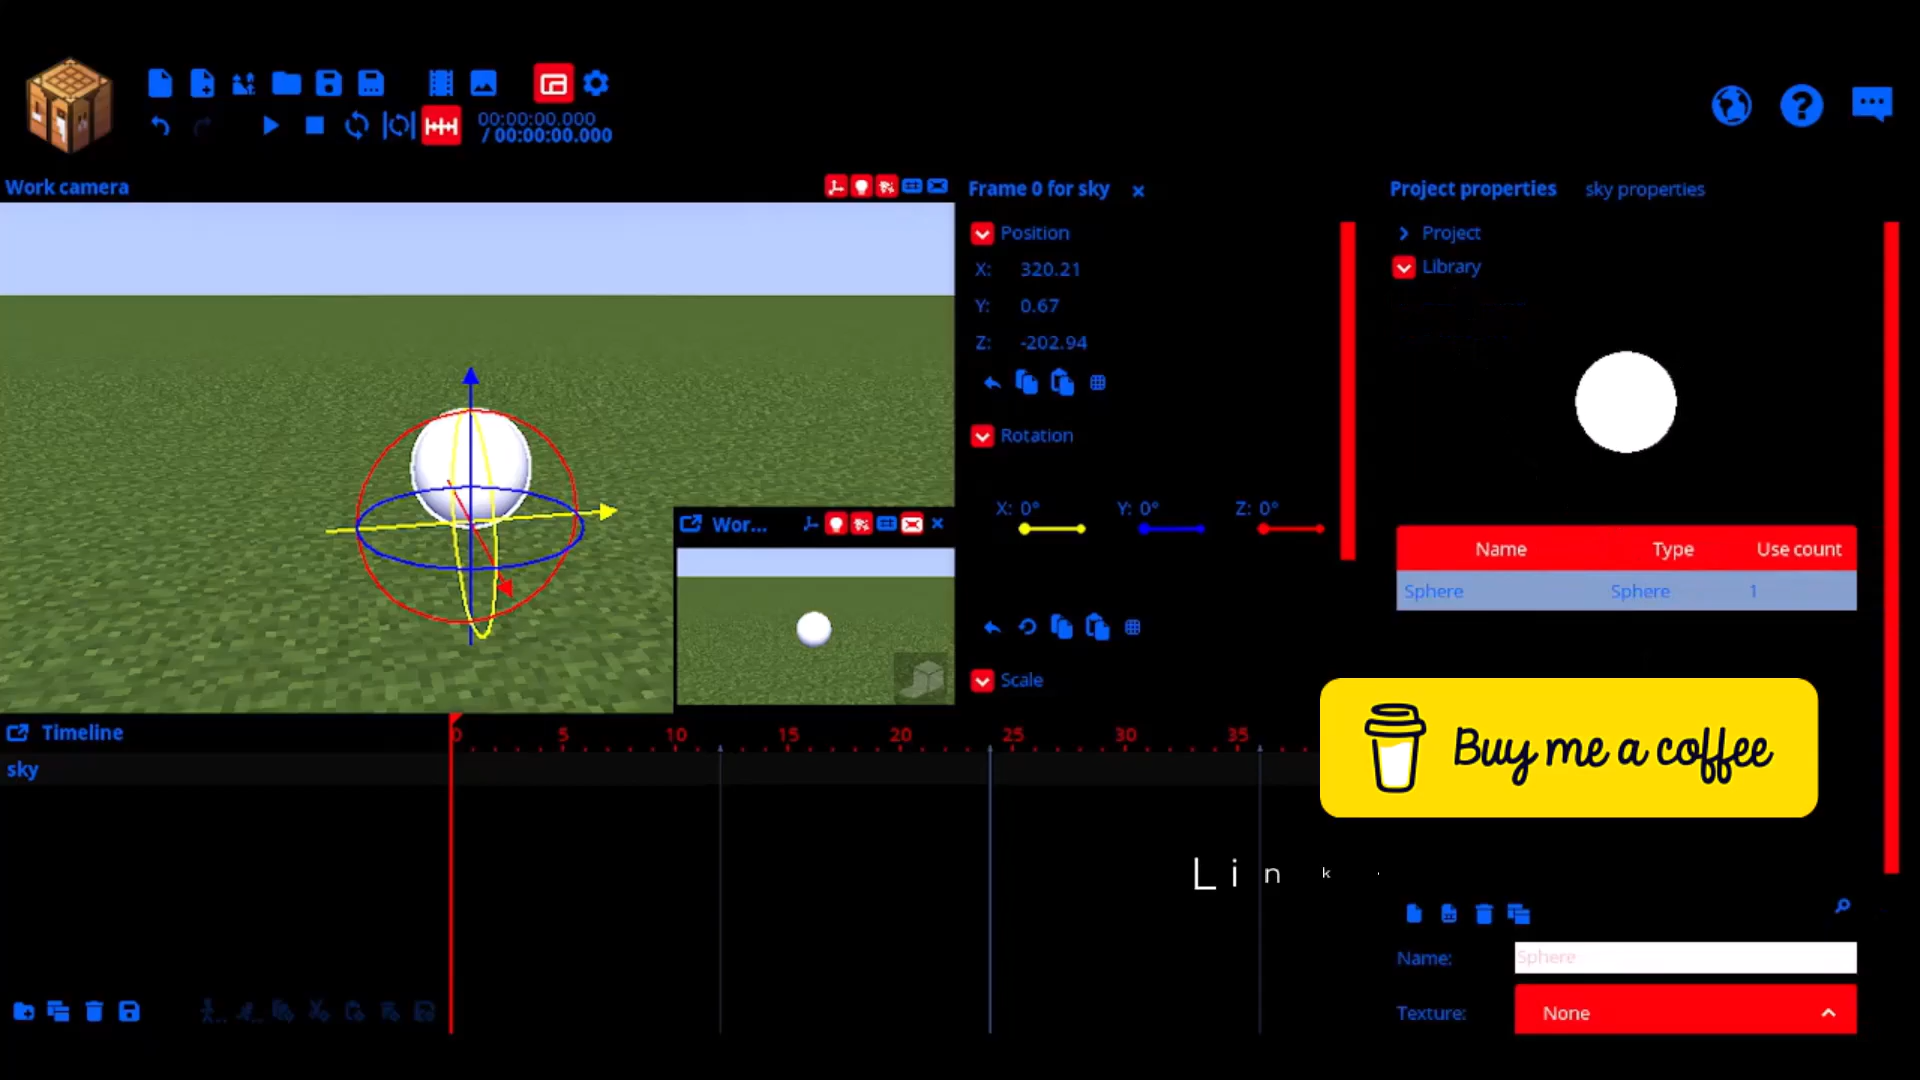 00:00:00.000
/ 00:00:00.000
Work camera
Frame 0 for sky
Project properties
sky properties
Position
X: 320.21
Y: 0.67
Z: -202.94
Rotation
X: 0°
Y: 0°
Z: 0°
Scale
Project
Library
Name Type Use count
Sphere Sphere 1
Wor...
Buy me a coffee
Timeline
0 5 10 15 20 25 30 35
sky
Link
Name: Sphere
Texture: None